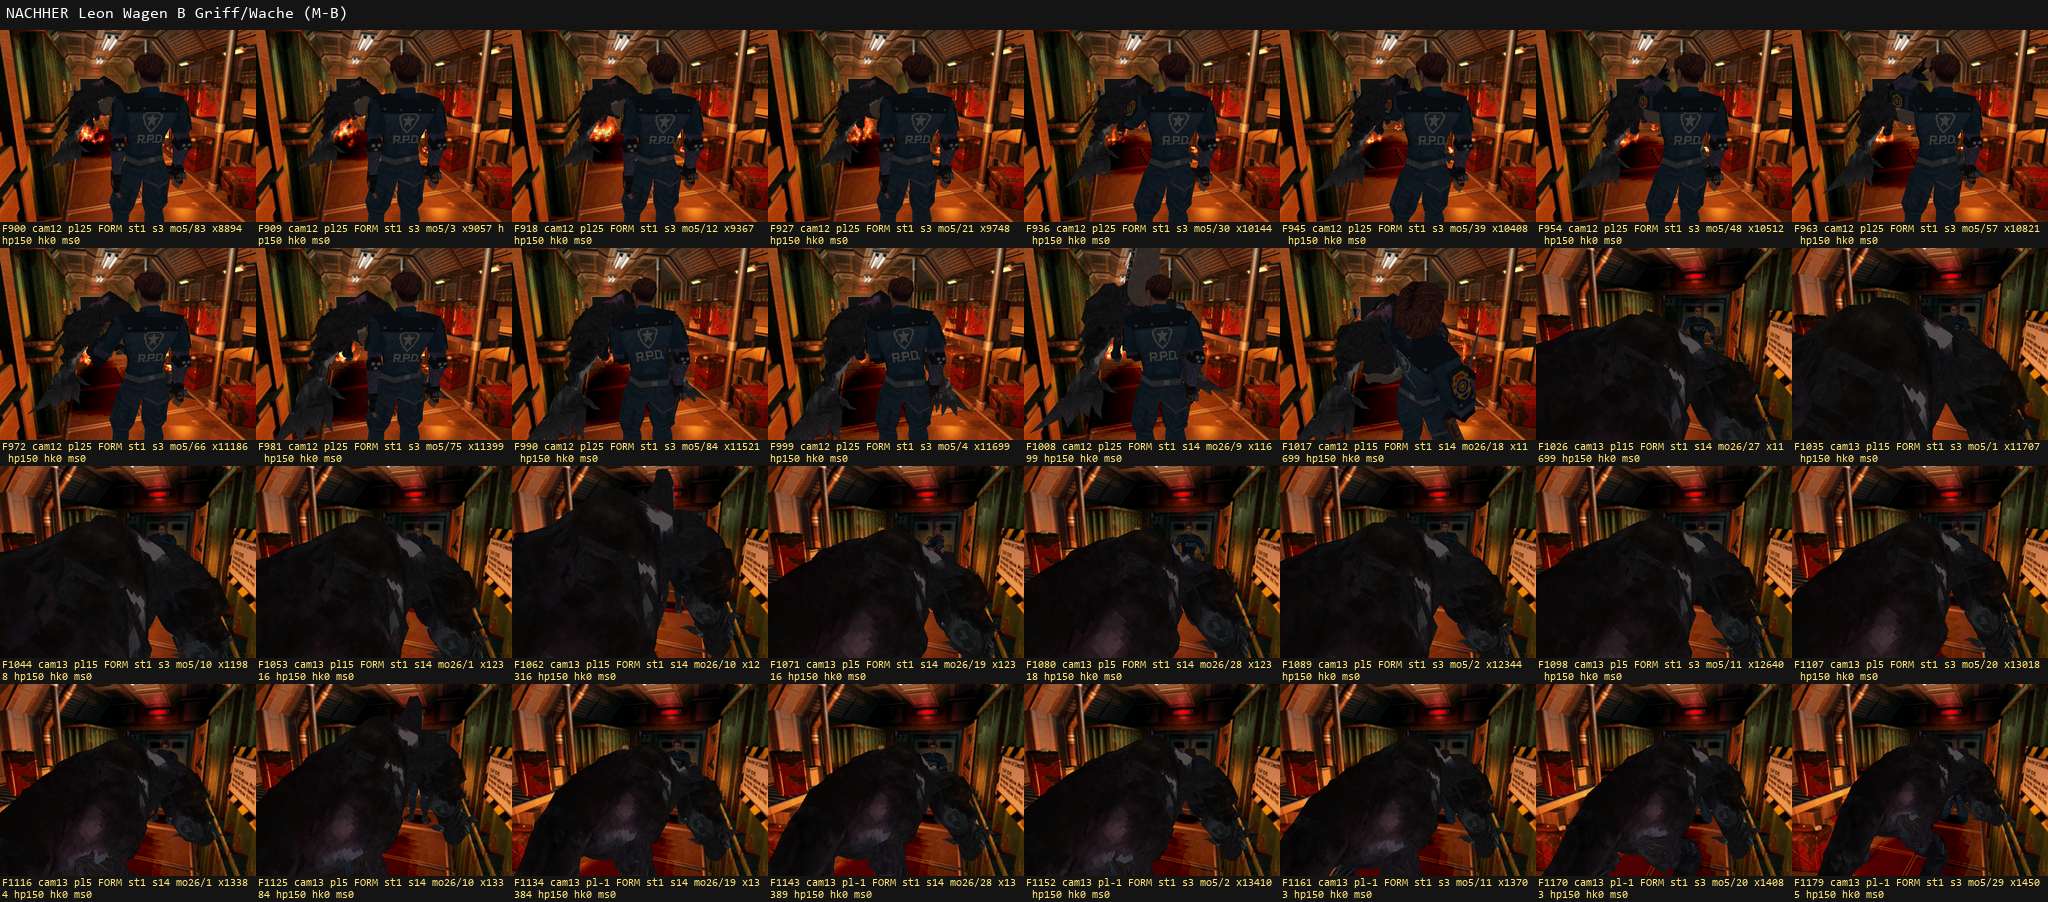 NACHHER Leon Wagen B Griff/Wache (M-B)
R.P.D.
R.P.D.
R.P.D.
R.P.D.
R.P.D.
R.P.D.
R.P.D.
R.P.D.
F900 cam12 pl25 FORM st1 s3 mo5/83 x8894
hp150 hk0 ms0
F909 cam12 pl25 FORM st1 s3 mo5/3 x9057 h
p150 hk0 ms0
F918 cam12 pl25 FORM st1 s3 mo5/12 x9367
hp150 hk0 ms0
F927 cam12 pl25 FORM st1 s3 mo5/21 x9748
hp150 hk0 ms0
F936 cam12 pl25 FORM st1 s3 mo5/30 x10144
hp150 hk0 ms0
F945 cam12 pl25 FORM st1 s3 mo5/39 x10408
hp150 hk0 ms0
F954 cam12 pl25 FORM st1 s3 mo5/48 x10512
hp150 hk0 ms0
F963 cam12 pl25 FORM st1 s3 mo5/57 x10821
hp150 hk0 ms0
R.P.D.
R.P.D.
R.P.D.
R.P.D.
R.P.D.
F972 cam12 pl25 FORM st1 s3 mo5/66 x11186
hp150 hk0 ms0
F981 cam12 pl25 FORM st1 s3 mo5/75 x11399
hp150 hk0 ms0
F990 cam12 pl25 FORM st1 s3 mo5/84 x11521
hp150 hk0 ms0
F999 cam12 pl25 FORM st1 s3 mo5/4 x11699
hp150 hk0 ms0
F1008 cam12 pl25 FORM st1 s14 mo26/9 x116
99 hp150 hk0 ms0
F1017 cam12 pl15 FORM st1 s14 mo26/18 x11
699 hp150 hk0 ms0
F1026 cam13 pl15 FORM st1 s14 mo26/27 x11
699 hp150 hk0 ms0
F1035 cam13 pl15 FORM st1 s3 mo5/1 x11707
hp150 hk0 ms0
F1044 cam13 pl15 FORM st1 s3 mo5/10 x1198
8 hp150 hk0 ms0
F1053 cam13 pl15 FORM st1 s14 mo26/1 x123
16 hp150 hk0 ms0
F1062 cam13 pl15 FORM st1 s14 mo26/10 x12
316 hp150 hk0 ms0
F1071 cam13 pl15 FORM st1 s14 mo26/19 x123
16 hp150 hk0 ms0
F1080 cam13 pl5 FORM st1 s14 mo26/28 x123
18 hp150 hk0 ms0
F1089 cam13 pl5 FORM st1 s3 mo5/2 x12344
hp150 hk0 ms0
F1098 cam13 pl5 FORM st1 s3 mo5/11 x12640
hp150 hk0 ms0
F1107 cam13 pl5 FORM st1 s3 mo5/20 x13018
hp150 hk0 ms0
F1116 cam13 pl5 FORM st1 s14 mo26/1 x1338
4 hp150 hk0 ms0
F1125 cam13 pl5 FORM st1 s14 mo26/10 x133
84 hp150 hk0 ms0
F1134 cam13 pl-1 FORM st1 s14 mo26/19 x13
384 hp150 hk0 ms0
F1143 cam13 pl-1 FORM st1 s14 mo26/28 x13
389 hp150 hk0 ms0
F1152 cam13 pl-1 FORM st1 s3 mo5/2 x13410
hp150 hk0 ms0
F1161 cam13 pl-1 FORM st1 s3 mo5/11 x1370
3 hp150 hk0 ms0
F1170 cam13 pl-1 FORM st1 s3 mo5/20 x1408
3 hp150 hk0 ms0
F1179 cam13 pl-1 FORM st1 s3 mo5/29 x1450
5 hp150 hk0 ms0